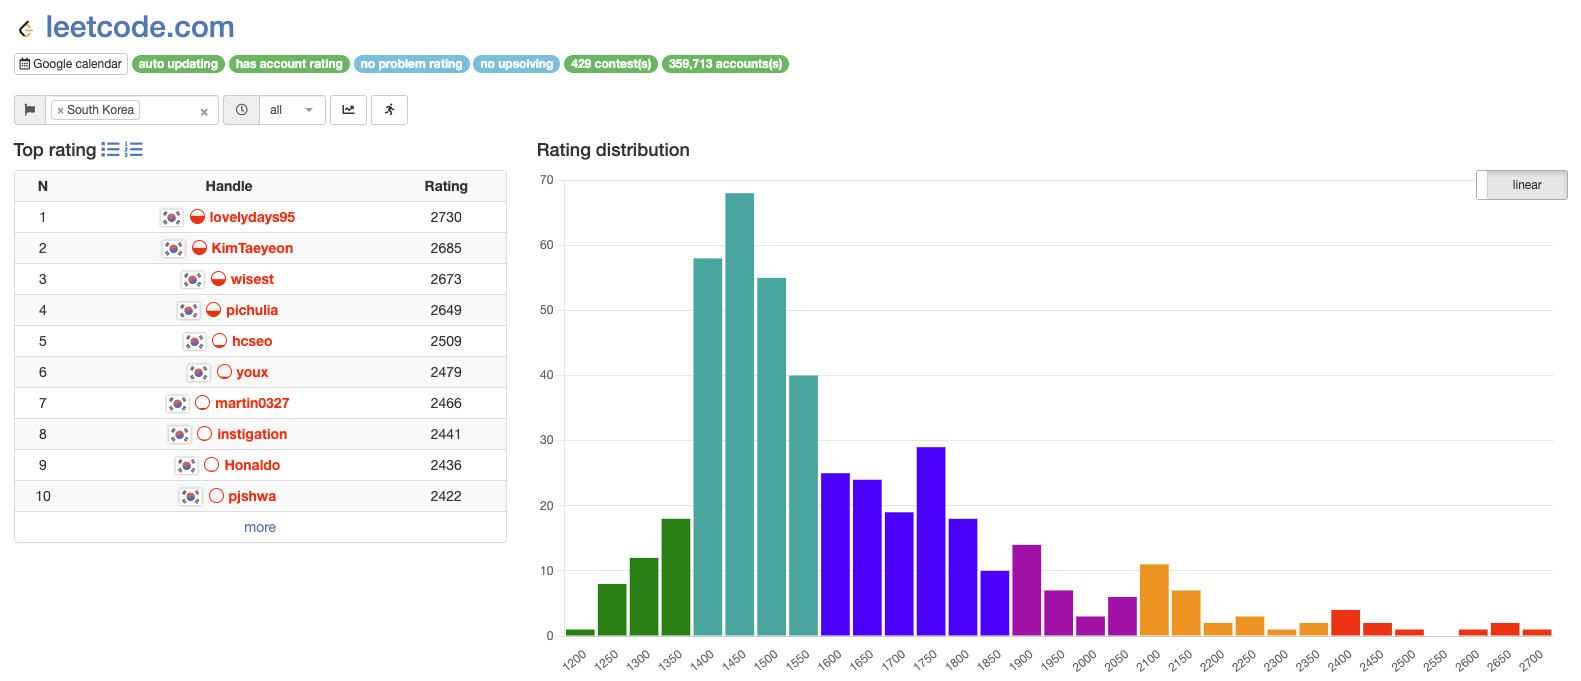 leetcode.com
Google calendar auto updating has account rating no problem rating no upsolving 429 contest(s) 359,713 accounts(s)
× South Korea × all
Top rating
N Handle Rating
1 lovelydays95 2730
2 KimTaeyeon 2685
3 wisest 2673
4 pichulia 2649
5 hcseo 2509
6 youx 2479
7 martin0327 2466
8 instigation 2441
9 Honaldo 2436
10 pjshwa 2422
more
Rating distribution
linear
70
60
50
40
30
20
10
0
1200 1250 1300 1350 1400 1450 1500 1550 1600 1650 1700 1750 1800 1850 1900 1950 2000 2050 2100 2150 2200 2250 2300 2350 2400 2450 2500 2550 2600 2650 2700